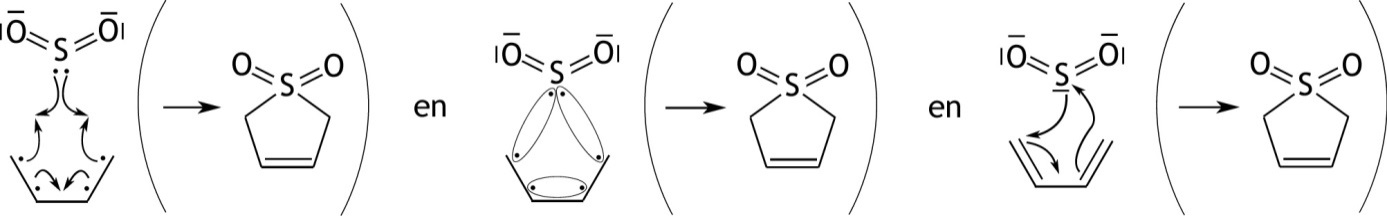 |O=S=O| → O=S=O en |O=S=O| → O=S=O en |O=S=O| → O=S=O